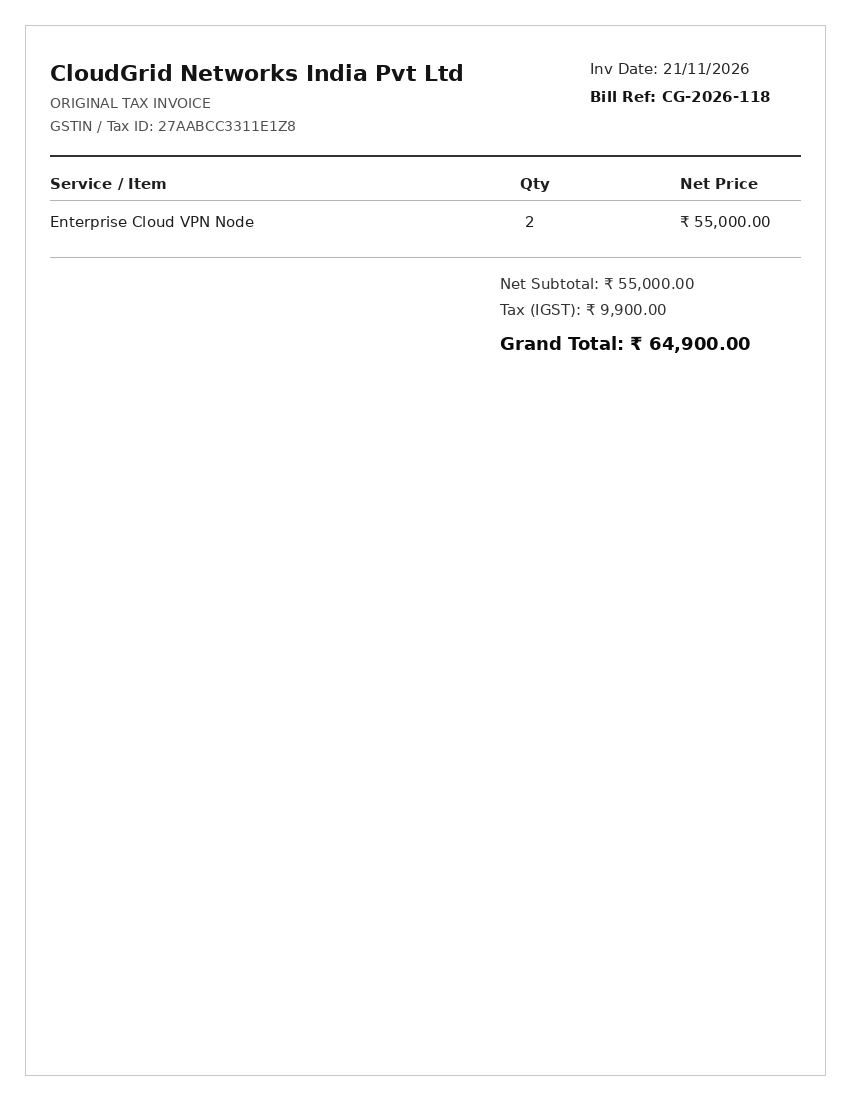 CloudGrid Networks India Pvt Ltd
ORIGINAL TAX INVOICE
GSTIN / Tax ID: 27AABCC3311E1Z8
Inv Date: 21/11/2026
Bill Ref: CG-2026-118
Service / Item Qty Net Price
Enterprise Cloud VPN Node 2 ₹ 55,000.00
Net Subtotal: ₹ 55,000.00
Tax (IGST): ₹ 9,900.00
Grand Total: ₹ 64,900.00